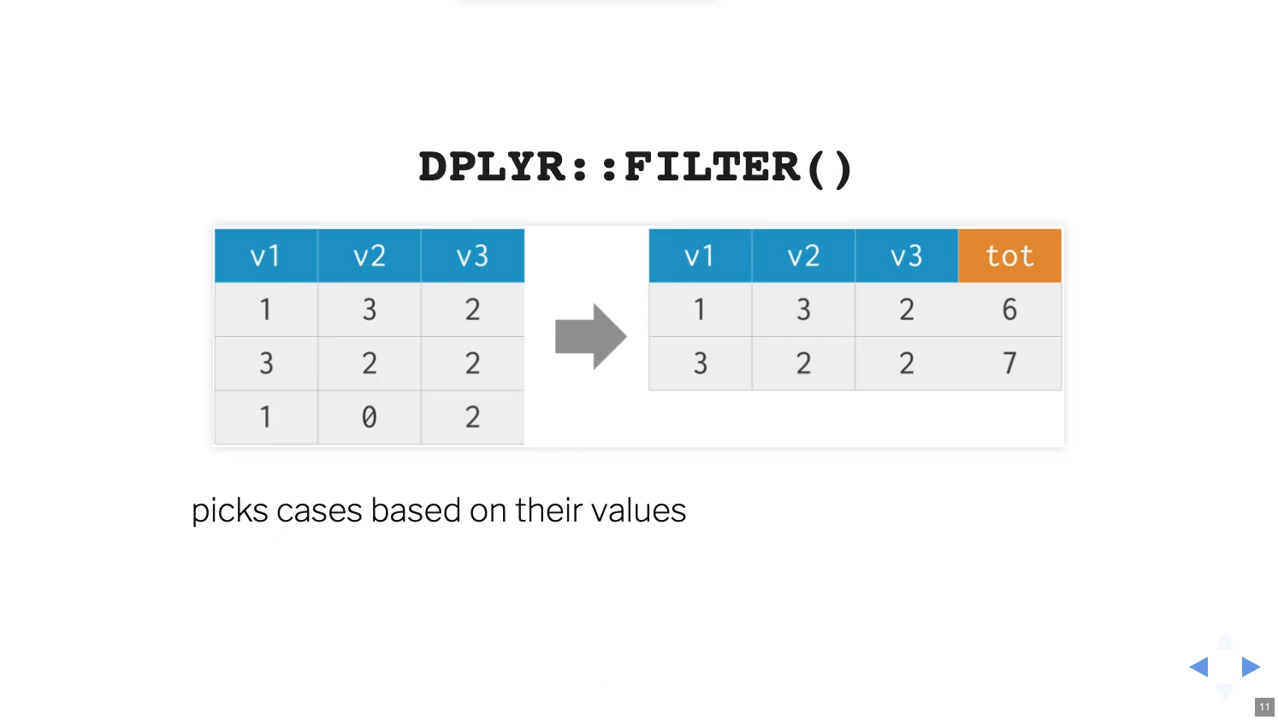 DPLYR::FILTER()
v1 v2 v3
1 3 2
3 2 2
1 0 2
v1 v2 v3 tot
1 3 2 6
3 2 2 7
picks cases based on their values
11